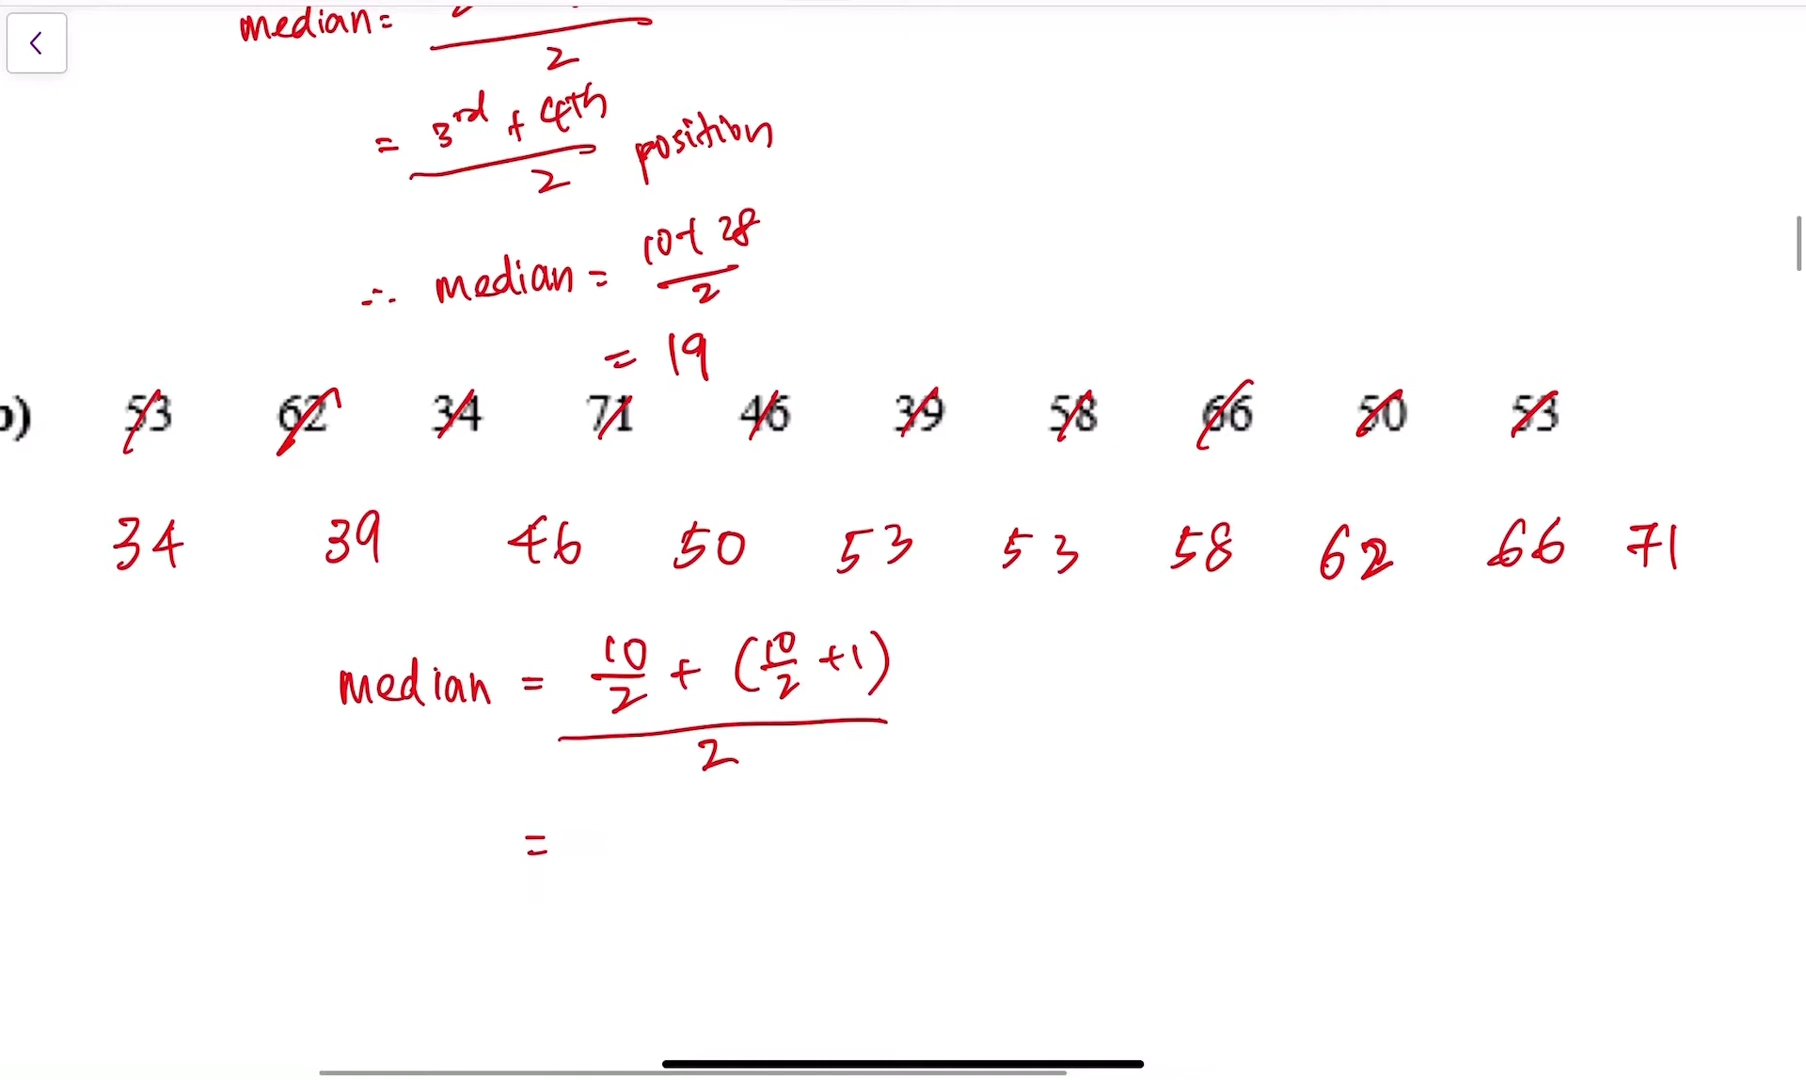 median =
2
= 3rd + 4th position
2
∴ median = 10 + 28
2
= 19
b) 53 62 34 71 46 39 58 66 50 53
34 39 46 50 53 53 58 62 66 71
median = 10/2 + (10/2 + 1)
2
=